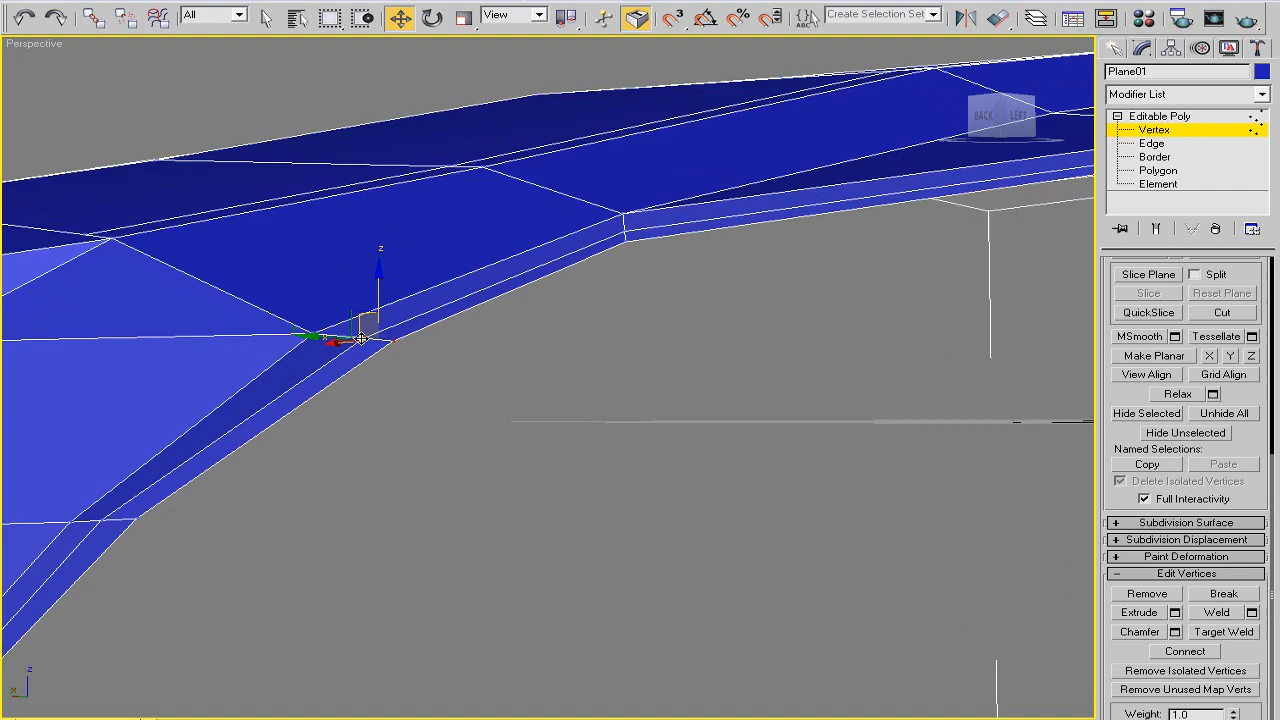 All
View
ABC
Create Selection Set
Perspective
BACK
LEFT
z
x
z
x
Plane01
Modifier List
Editable Poly
Vertex
Edge
Border
Polygon
Element
Slice Plane
Split
Slice
Reset Plane
QuickSlice
Cut
MSmooth
Tessellate
Make Planar
X
Y
Z
View Align
Grid Align
Relax
Hide Selected
Unhide All
Hide Unselected
Named Selections:
Copy
Paste
Delete Isolated Vertices
Full Interactivity
+ Subdivision Surface
+ Subdivision Displacement
+ Paint Deformation
- Edit Vertices
Remove
Break
Extrude
Weld
Chamfer
Target Weld
Connect
Remove Isolated Vertices
Remove Unused Map Verts
Weight: 1.0